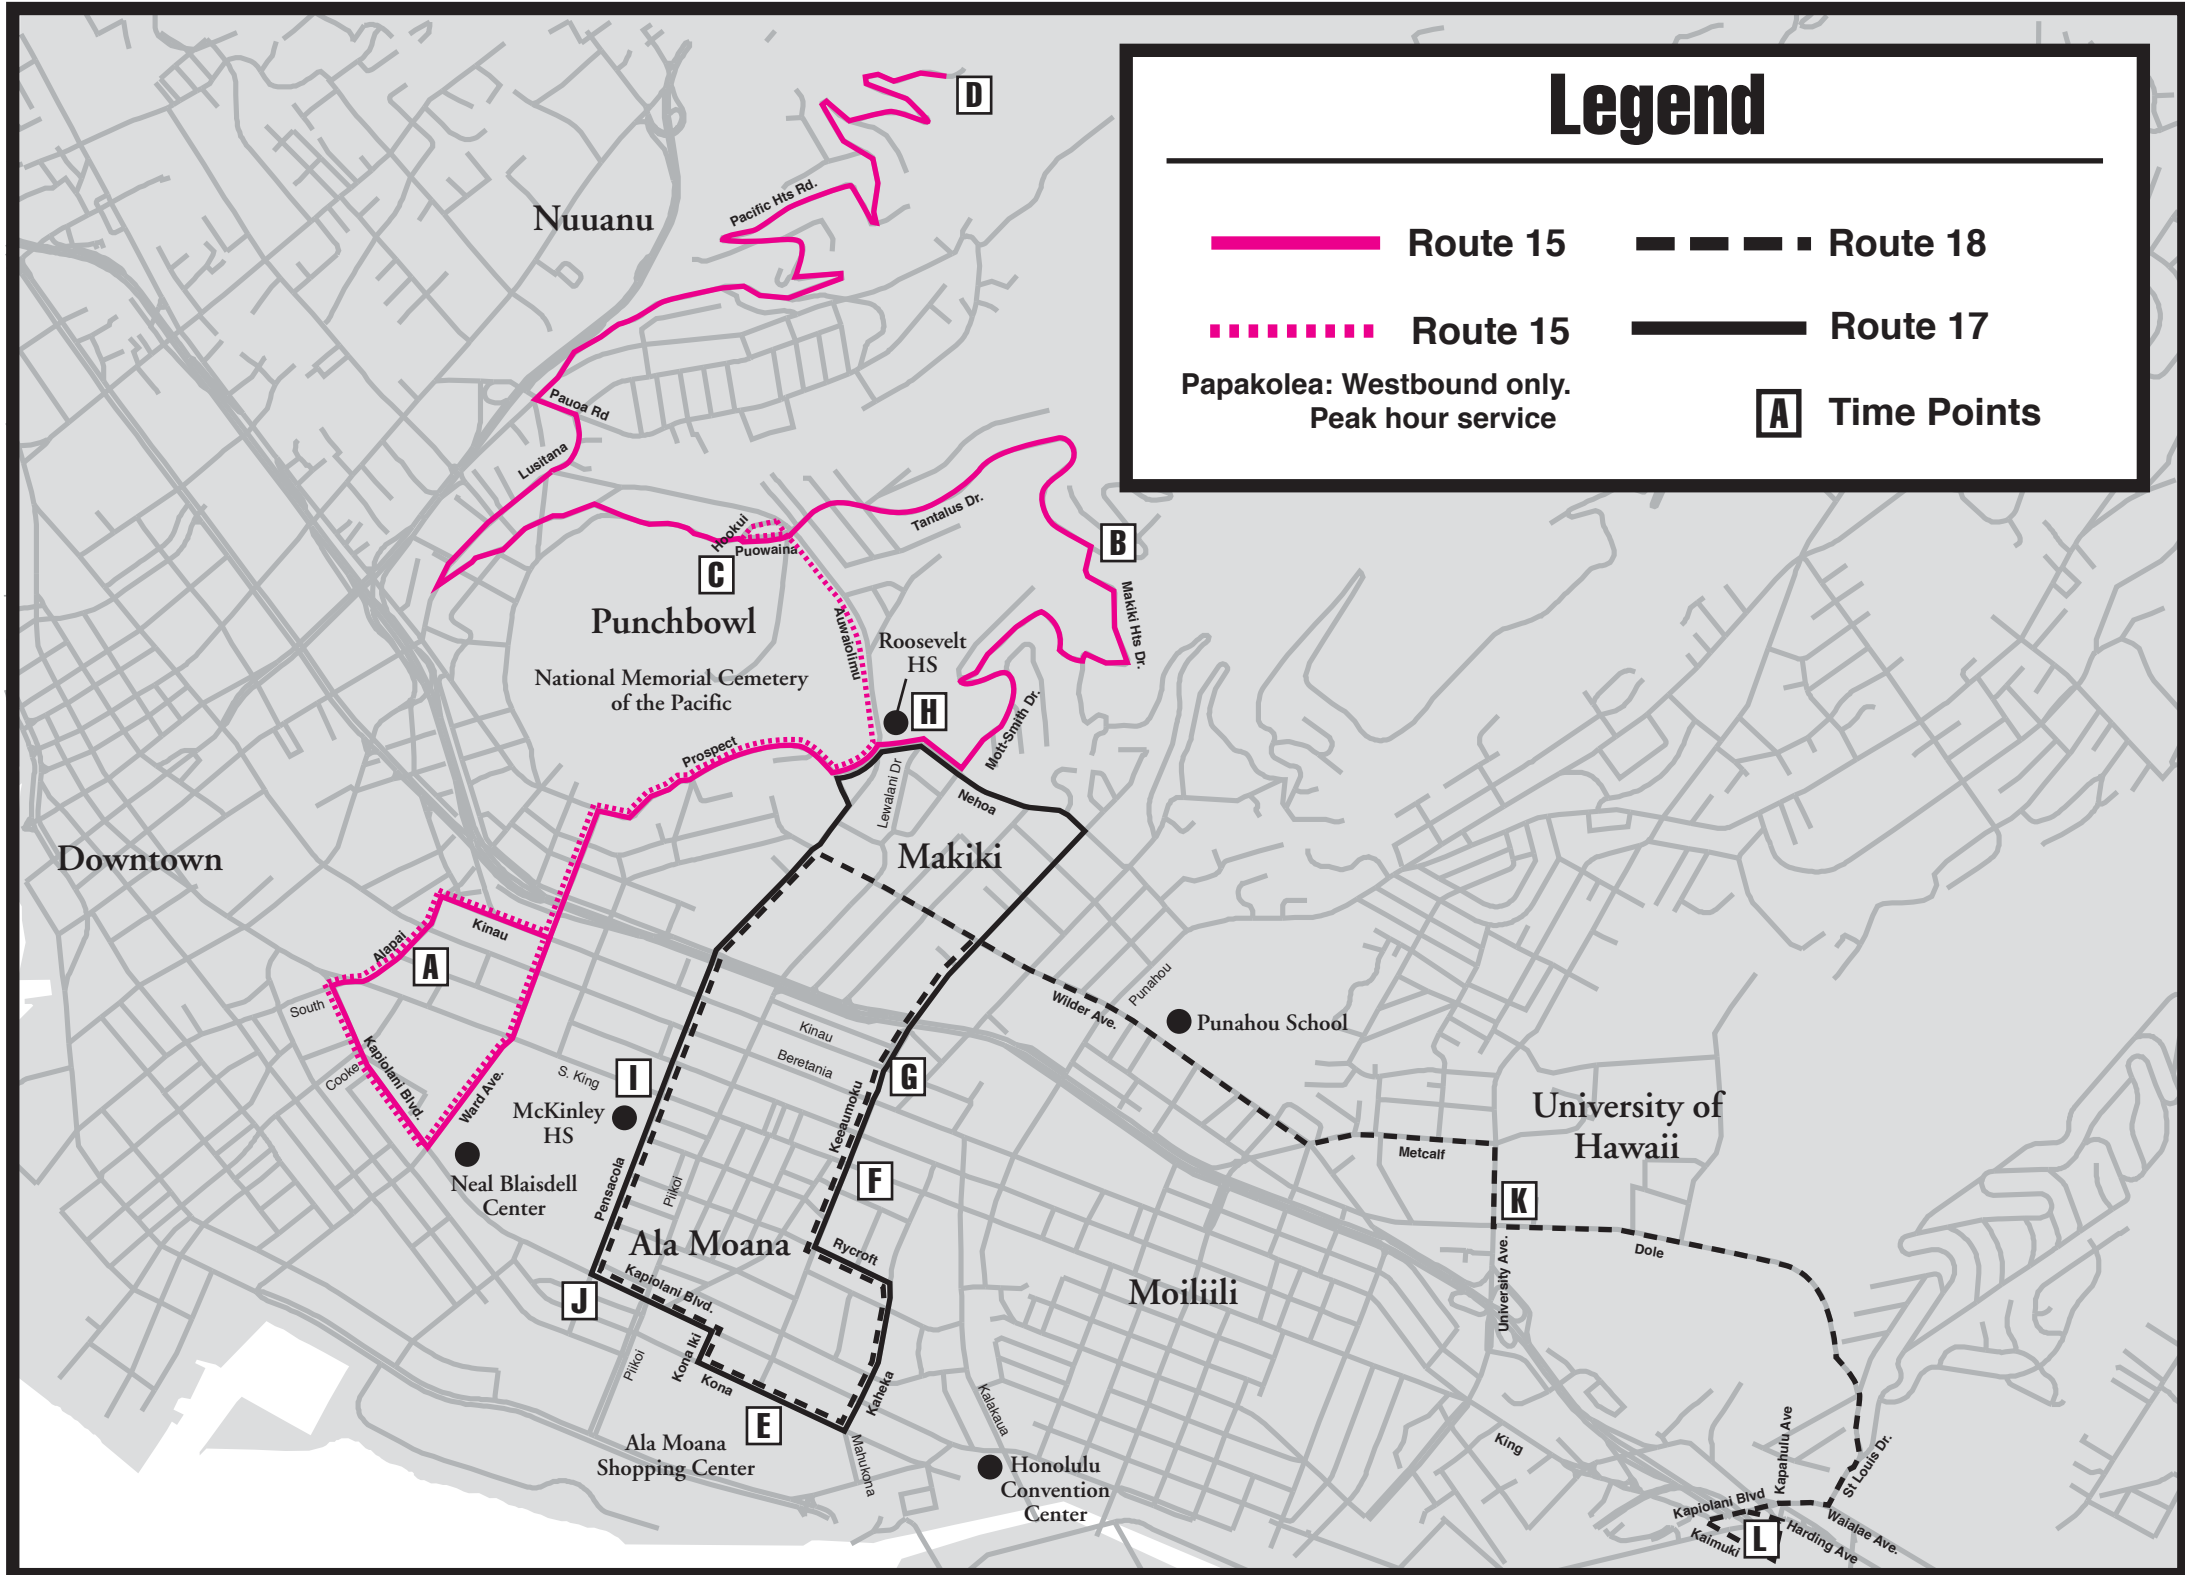 Legend
Route 15
Route 18
Route 15
Route 17
Papakolea: Westbound only.
Peak hour service
A
Time Points
D
Pacific Hts Rd.
Nuuanu
Pauoa Rd
Lusitana
Tantalus Dr.
Hookui
Puowaina
B
C
Makiki Hts Dr.
Punchbowl
Auwaiolimu
Roosevelt
HS
National Memorial Cemetery
of the Pacific
H
Mott-Smith Dr.
Prospect
Lewalani Dr
Nehoa
Downtown
Makiki
Kinau
Alapai
A
South
Punahou
Wilder Ave.
Punahou School
Kinau
Beretania
Cooke
Kapiolani Blvd.
Ward Ave.
S. King
I
G
McKinley
HS
Keeaumoku
University of
Hawaii
Metcalf
Neal Blaisdell
Center
Pensacola
Piikoi
F
K
Ala Moana
Rycroft
Dole
University Ave.
Kapiolani Blvd.
J
Moiliili
Kona Iki
Piikoi
Kona
Kaheka
Kalakaua
E
Ala Moana
Shopping Center
Mahukona
Honolulu
Convention
Center
King
Kapahulu Ave
St Louis Dr.
Kapiolani Blvd
Kaimuki
L
Harding Ave
Waialae Ave.